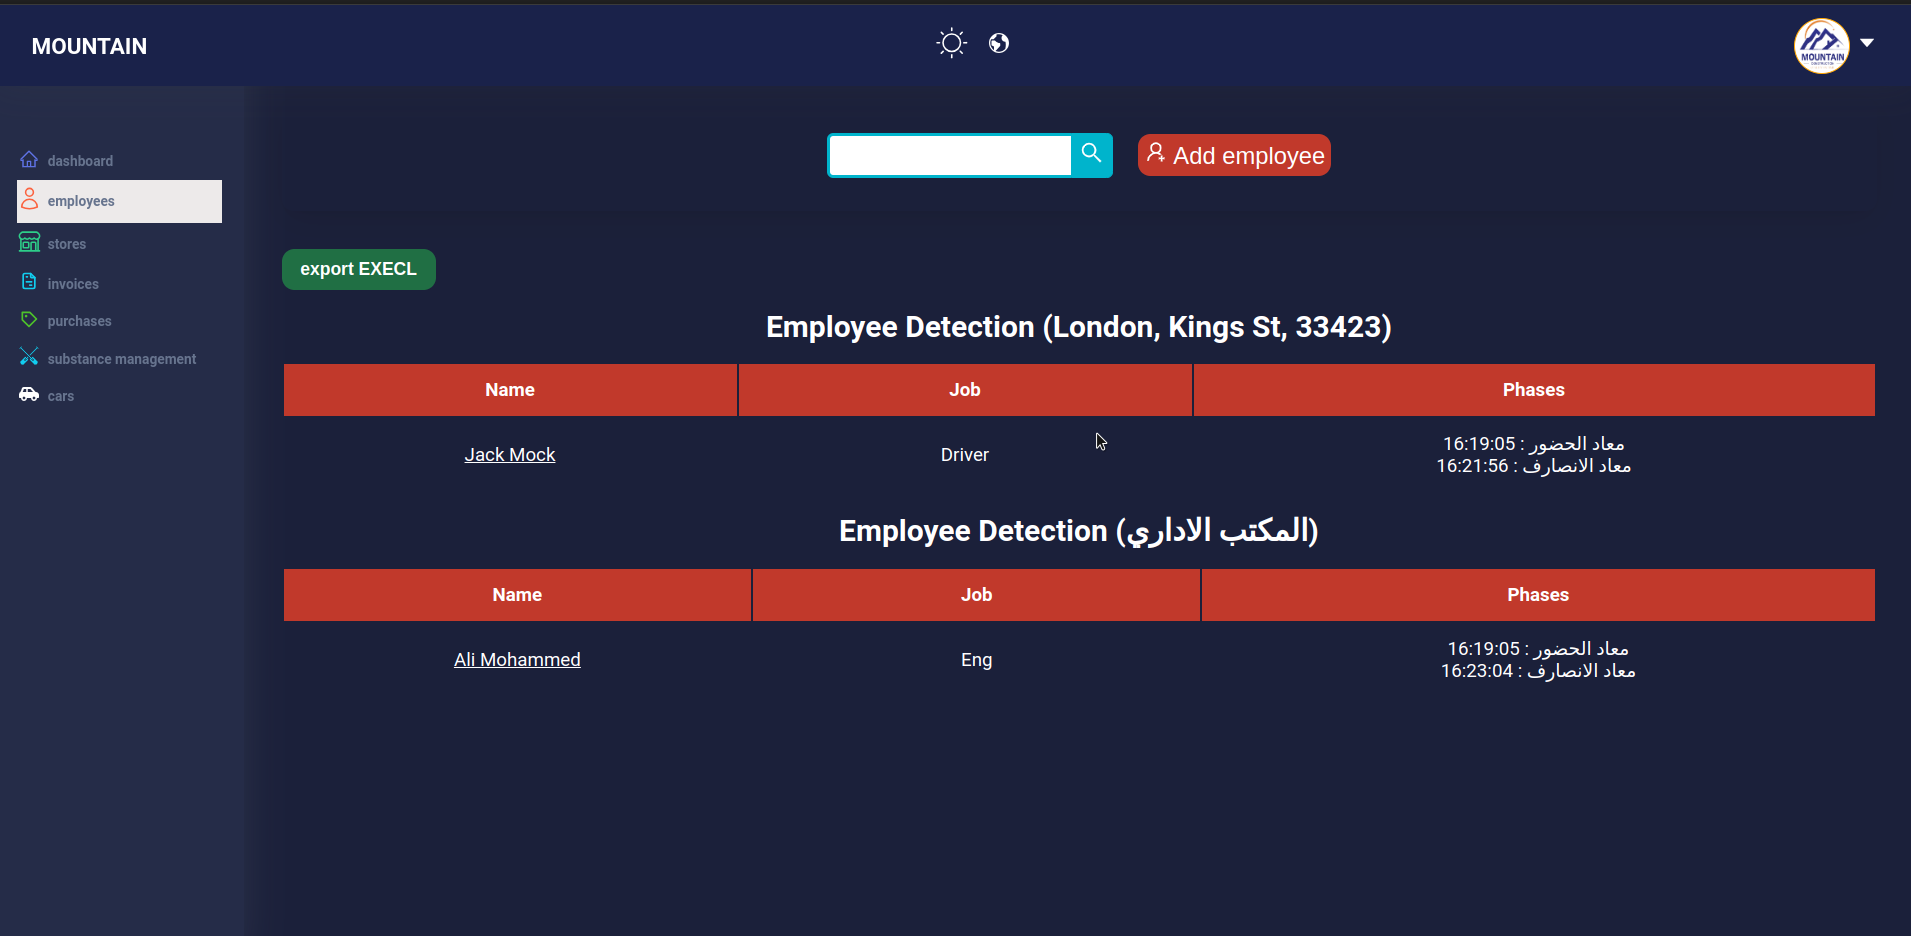 MOUNTAIN
MOUNTAIN
dashboard
employees
stores
invoices
purchases
substance management
cars
Add employee
export EXECL
Employee Detection (London, Kings St, 33423)
Name Job Phases
Jack Mock Driver معاد الحضور : 16:19:05
معاد الانصارف : 16:21:56
Employee Detection (المكتب الاداري)
Name Job Phases
Ali Mohammed Eng معاد الحضور : 16:19:05
معاد الانصارف : 16:23:04